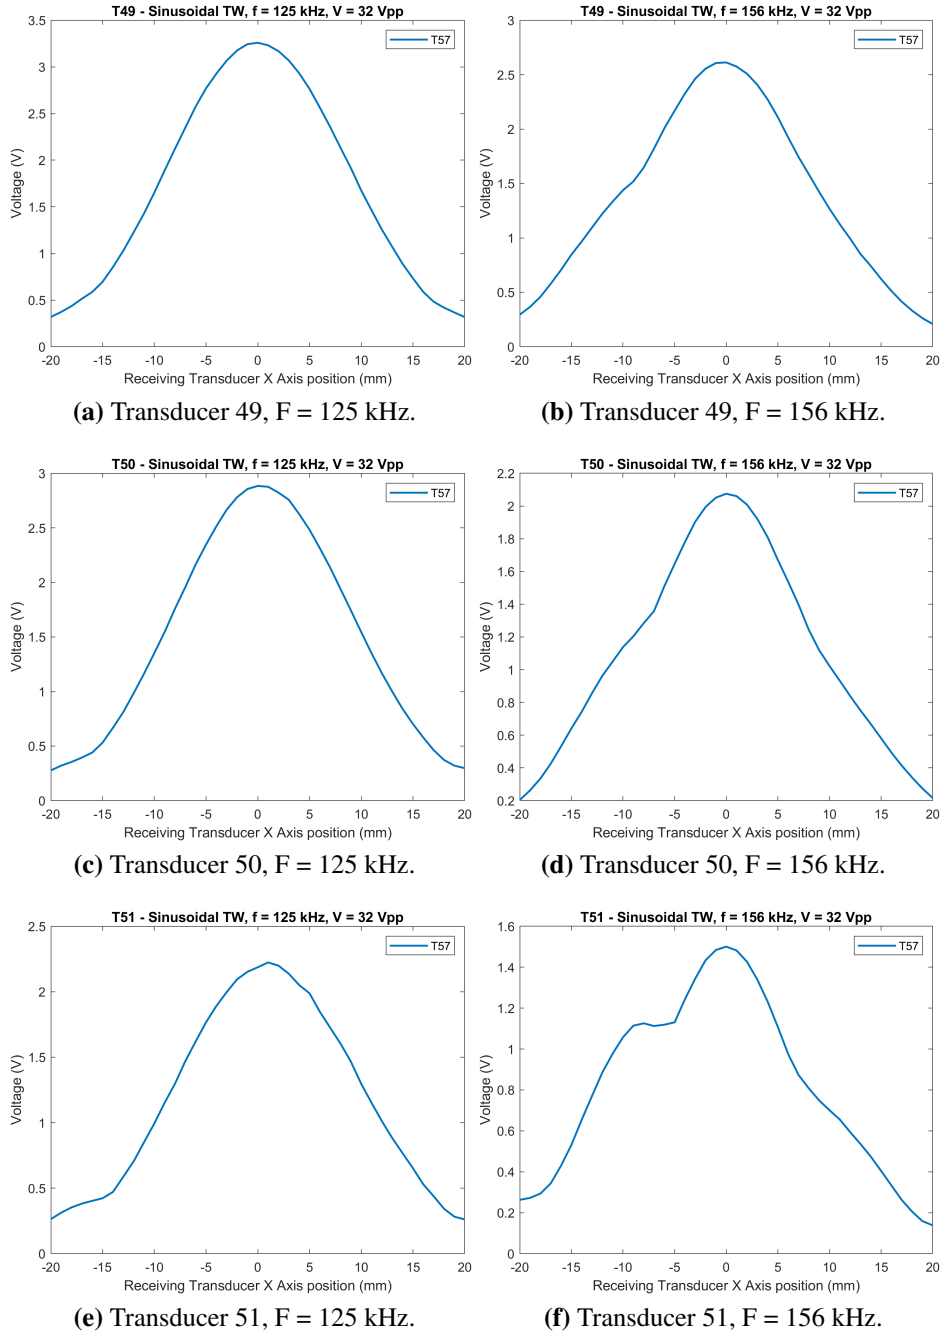 T49 - Sinusoidal TW, f = 125 kHz, V = 32 Vpp
T57
3.5
3
2.5
2
1.5
1
0.5
0
Voltage (V)
-20 -15 -10 -5 0 5 10 15 20
Receiving Transducer X Axis position (mm)
(a) Transducer 49, F = 125 kHz.
T49 - Sinusoidal TW, f = 156 kHz, V = 32 Vpp
T57
3
2.5
2
1.5
1
0.5
0
Voltage (V)
-20 -15 -10 -5 0 5 10 15 20
Receiving Transducer X Axis position (mm)
(b) Transducer 49, F = 156 kHz.
T50 - Sinusoidal TW, f = 125 kHz, V = 32 Vpp
T57
3
2.5
2
1.5
1
0.5
0
Voltage (V)
-20 -15 -10 -5 0 5 10 15 20
Receiving Transducer X Axis position (mm)
(c) Transducer 50, F = 125 kHz.
T50 - Sinusoidal TW, f = 156 kHz, V = 32 Vpp
T57
2.2
2
1.8
1.6
1.4
1.2
1
0.8
0.6
0.4
0.2
Voltage (V)
-20 -15 -10 -5 0 5 10 15 20
Receiving Transducer X Axis position (mm)
(d) Transducer 50, F = 156 kHz.
T51 - Sinusoidal TW, f = 125 kHz, V = 32 Vpp
T57
2.5
2
1.5
1
0.5
0
Voltage (V)
-20 -15 -10 -5 0 5 10 15 20
Receiving Transducer X Axis position (mm)
(e) Transducer 51, F = 125 kHz.
T51 - Sinusoidal TW, f = 156 kHz, V = 32 Vpp
T57
1.6
1.4
1.2
1
0.8
0.6
0.4
0.2
0
Voltage (V)
-20 -15 -10 -5 0 5 10 15 20
Receiving Transducer X Axis position (mm)
(f) Transducer 51, F = 156 kHz.